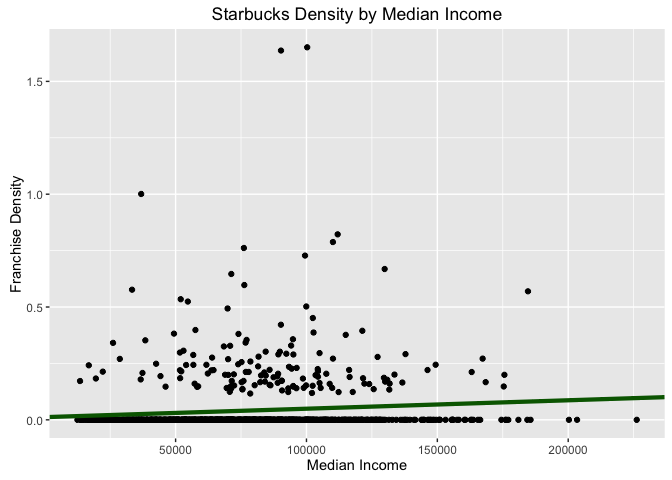 Starbucks Density by Median Income
Franchise Density
1.5
1.0
0.5
0.0
50000 100000 150000 200000
Median Income